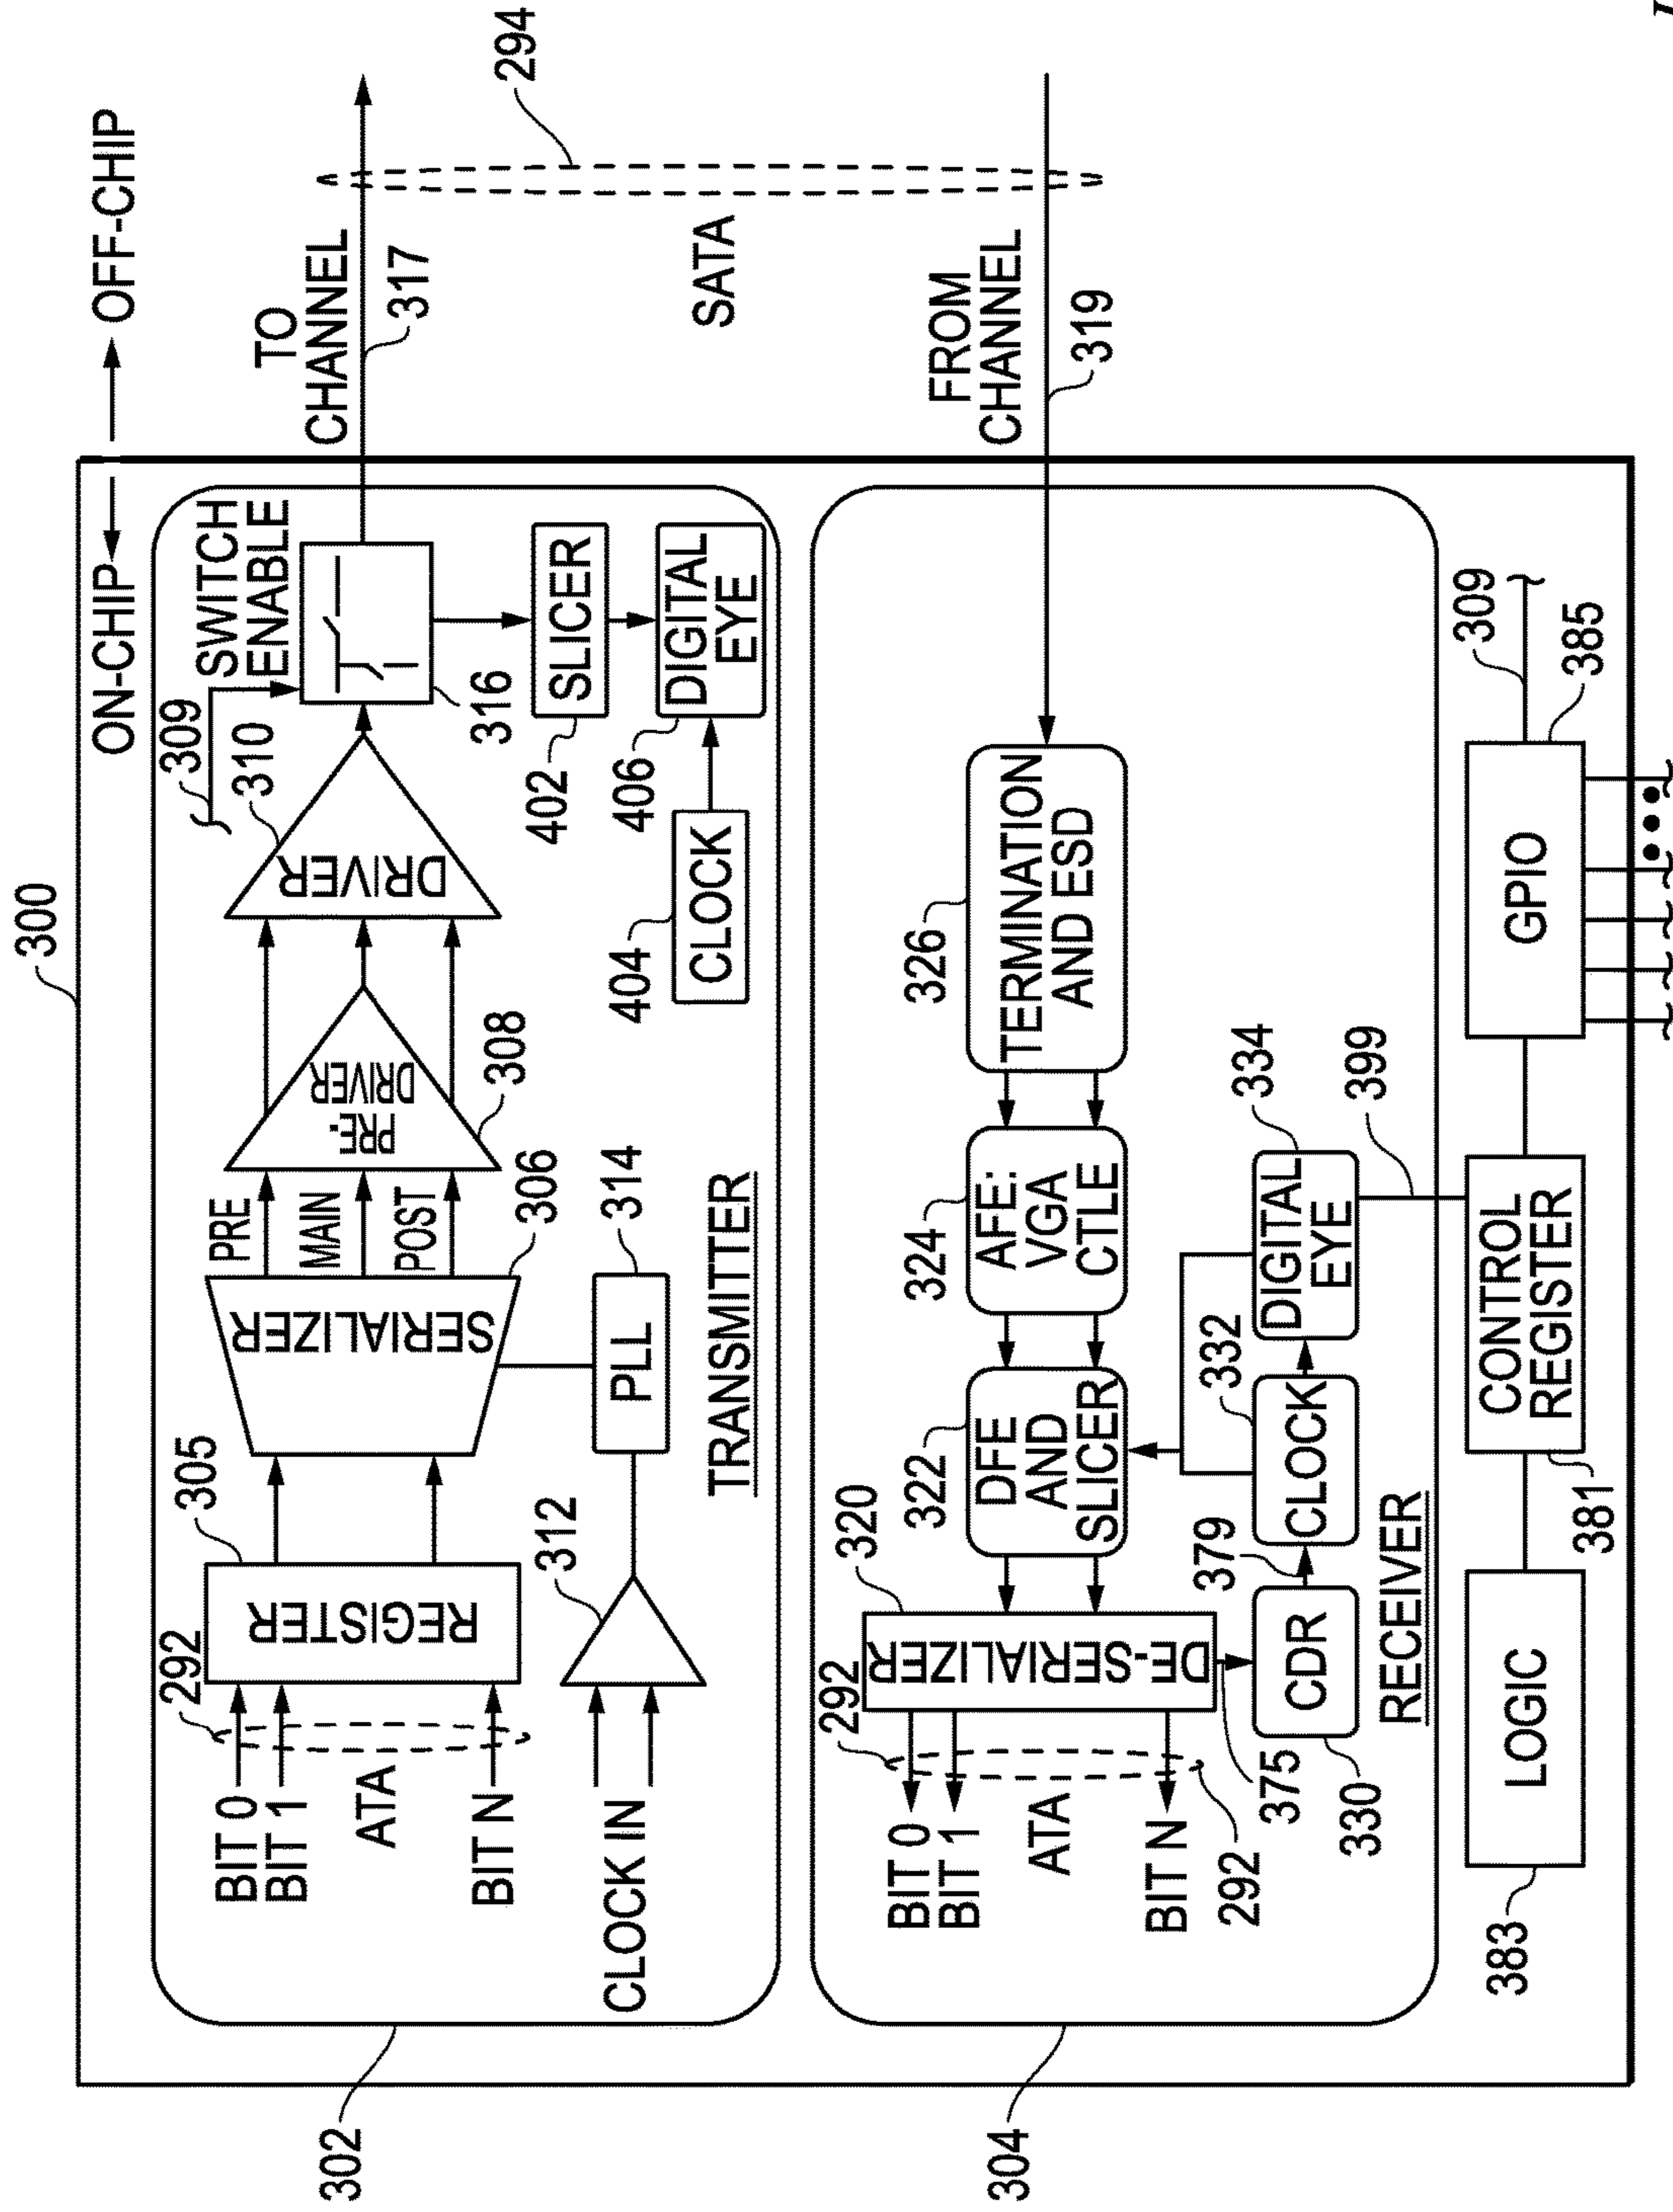 300
ON-CHIP
OFF-CHIP
302
292
BIT 0
BIT 1
ATA
BIT N
REGISTER
305
SERIALIZER
306
PRE
MAIN
POST
PRE-
DRIVER
308
DRIVER
310
309
SWITCH
ENABLE
316
TO
CHANNEL
317
294
SATA
CLOCK IN
312
PLL
314
TRANSMITTER
SLICER
402
CLOCK
404
DIGITAL
EYE
406
304
292
BIT 0
BIT 1
ATA
BIT N
292
DE-SERIALIZER
320
375
DFE
AND
SLICER
322
AFE:
VGA
CTLE
324
TERMINATION
AND ESD
326
FROM
CHANNEL
319
CDR
330
379
CLOCK
332
DIGITAL
EYE
334
399
RECEIVER
LOGIC
383
CONTROL
REGISTER
381
GPIO
385
309